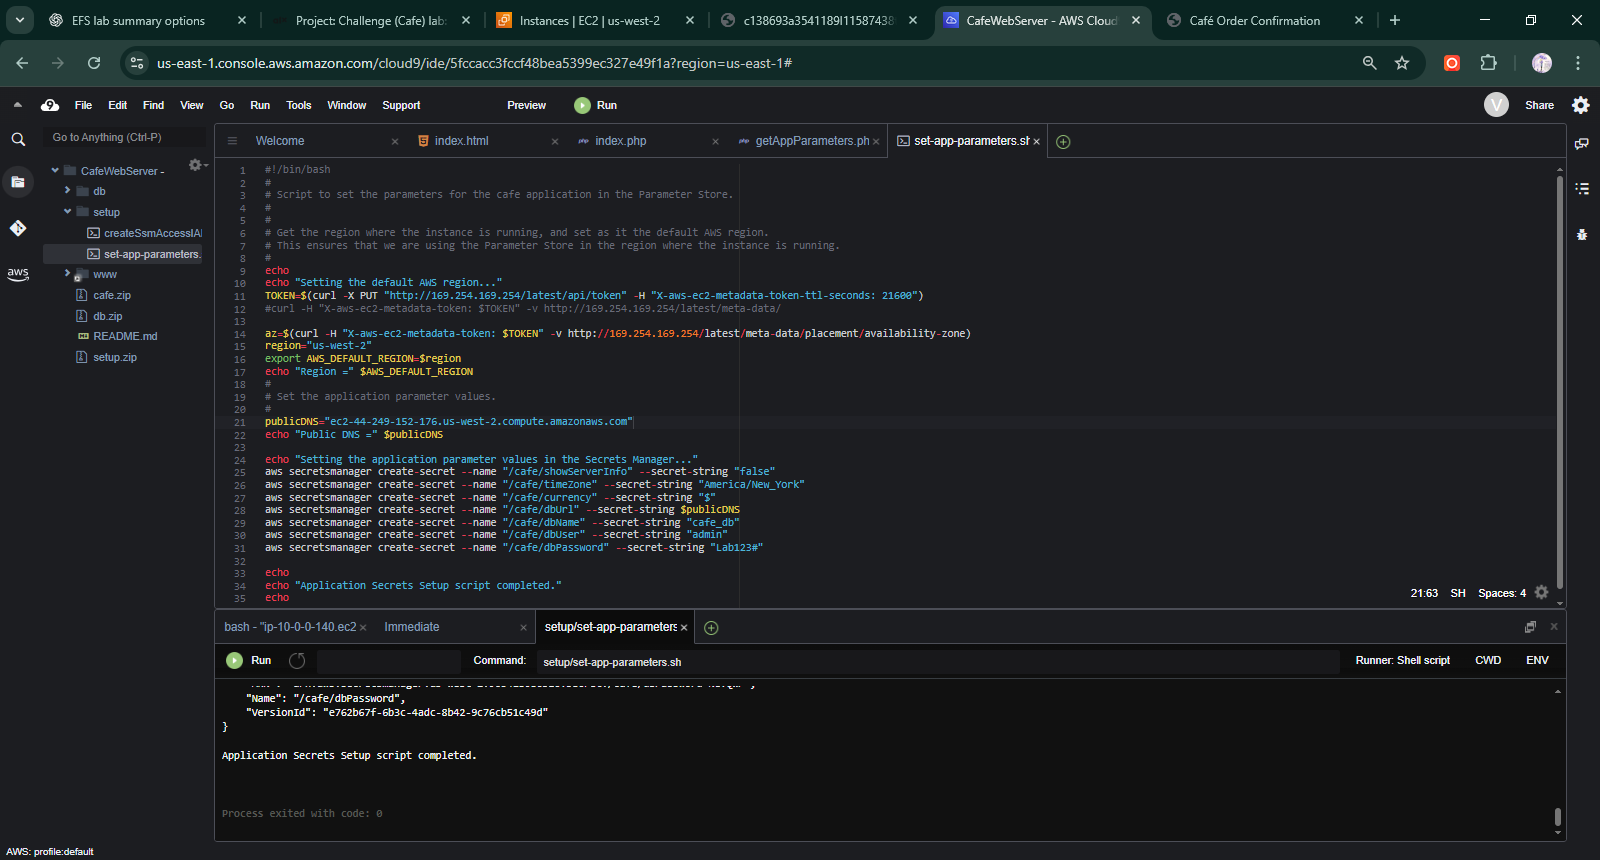 EFS lab summary options
Project: Challenge (Cafe) lab:
Instances | EC2 | us-west-2
c138693a3541189l1158743
CafeWebServer - AWS Cloud
Café Order Confirmation
us-east-1.console.aws.amazon.com/cloud9/ide/5fccacc3fccf48bea5399ec327e49f1a?region=us-east-1#
File Edit Find View Go Run Tools Window Support Preview Run V Share
Go to Anything (Ctrl-P)
CafeWebServer -
db
setup
createSsmAccessIAM
set-app-parameters.
www
cafe.zip
db.zip
README.md
setup.zip
aws
Welcome index.html index.php getAppParameters.ph set-app-parameters.sh
1 #!/bin/bash
2 #
3 # Script to set the parameters for the cafe application in the Parameter Store.
4 #
5 #
6 # Get the region where the instance is running, and set as it the default AWS region.
7 # This ensures that we are using the Parameter Store in the region where the instance is running.
8 #
9 echo
10 echo "Setting the default AWS region..."
11 TOKEN=$(curl -X PUT "http://169.254.169.254/latest/api/token" -H "X-aws-ec2-metadata-token-ttl-seconds: 21600")
12 #curl -H "X-aws-ec2-metadata-token: $TOKEN" -v http://169.254.169.254/latest/meta-data/
13
14 az=$(curl -H "X-aws-ec2-metadata-token: $TOKEN" -v http://169.254.169.254/latest/meta-data/placement/availability-zone)
15 region="us-west-2"
16 export AWS_DEFAULT_REGION=$region
17 echo "Region =" $AWS_DEFAULT_REGION
18 #
19 # Set the application parameter values.
20 #
21 publicDNS="ec2-44-249-152-176.us-west-2.compute.amazonaws.com"
22 echo "Public DNS =" $publicDNS
23
24 echo "Setting the application parameter values in the Secrets Manager..."
25 aws secretsmanager create-secret --name "/cafe/showServerInfo" --secret-string "false"
26 aws secretsmanager create-secret --name "/cafe/timeZone" --secret-string "America/New_York"
27 aws secretsmanager create-secret --name "/cafe/currency" --secret-string "$"
28 aws secretsmanager create-secret --name "/cafe/dbUrl" --secret-string $publicDNS
29 aws secretsmanager create-secret --name "/cafe/dbName" --secret-string "cafe_db"
30 aws secretsmanager create-secret --name "/cafe/dbUser" --secret-string "admin"
31 aws secretsmanager create-secret --name "/cafe/dbPassword" --secret-string "Lab123#"
32
33 echo
34 echo "Application Secrets Setup script completed."
35 echo
21:63 SH Spaces: 4
bash - "ip-10-0-0-140.ec2 Immediate setup/set-app-parameters
Run Command: setup/set-app-parameters.sh Runner: Shell script CWD ENV
"Name": "/cafe/dbPassword",
"VersionId": "e762b67f-6b3c-4adc-8b42-9c76cb51c49d"
}
Application Secrets Setup script completed.
Process exited with code: 0
AWS: profile:default